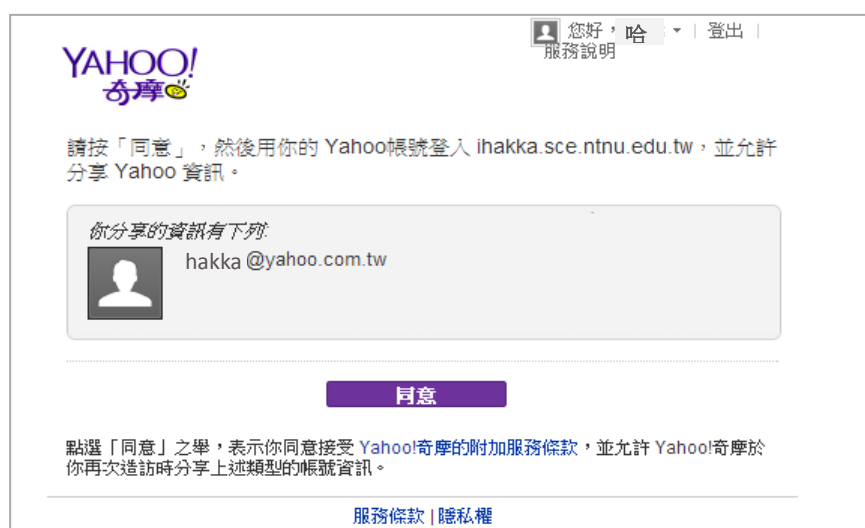 您好，哈 | 登出 |
服務說明
YAHOO!
奇摩
請按「同意」，然後用你的 Yahoo帳號登入 ihakka.sce.ntnu.edu.tw，並允許
分享 Yahoo 資訊。
你分享的資訊有下列:
hakka @yahoo.com.tw
同意
點選「同意」之舉，表示你同意接受 Yahoo!奇摩的附加服務條款，並允許 Yahoo!奇摩於
你再次造訪時分享上述類型的帳號資訊。
服務條款 | 隱私權